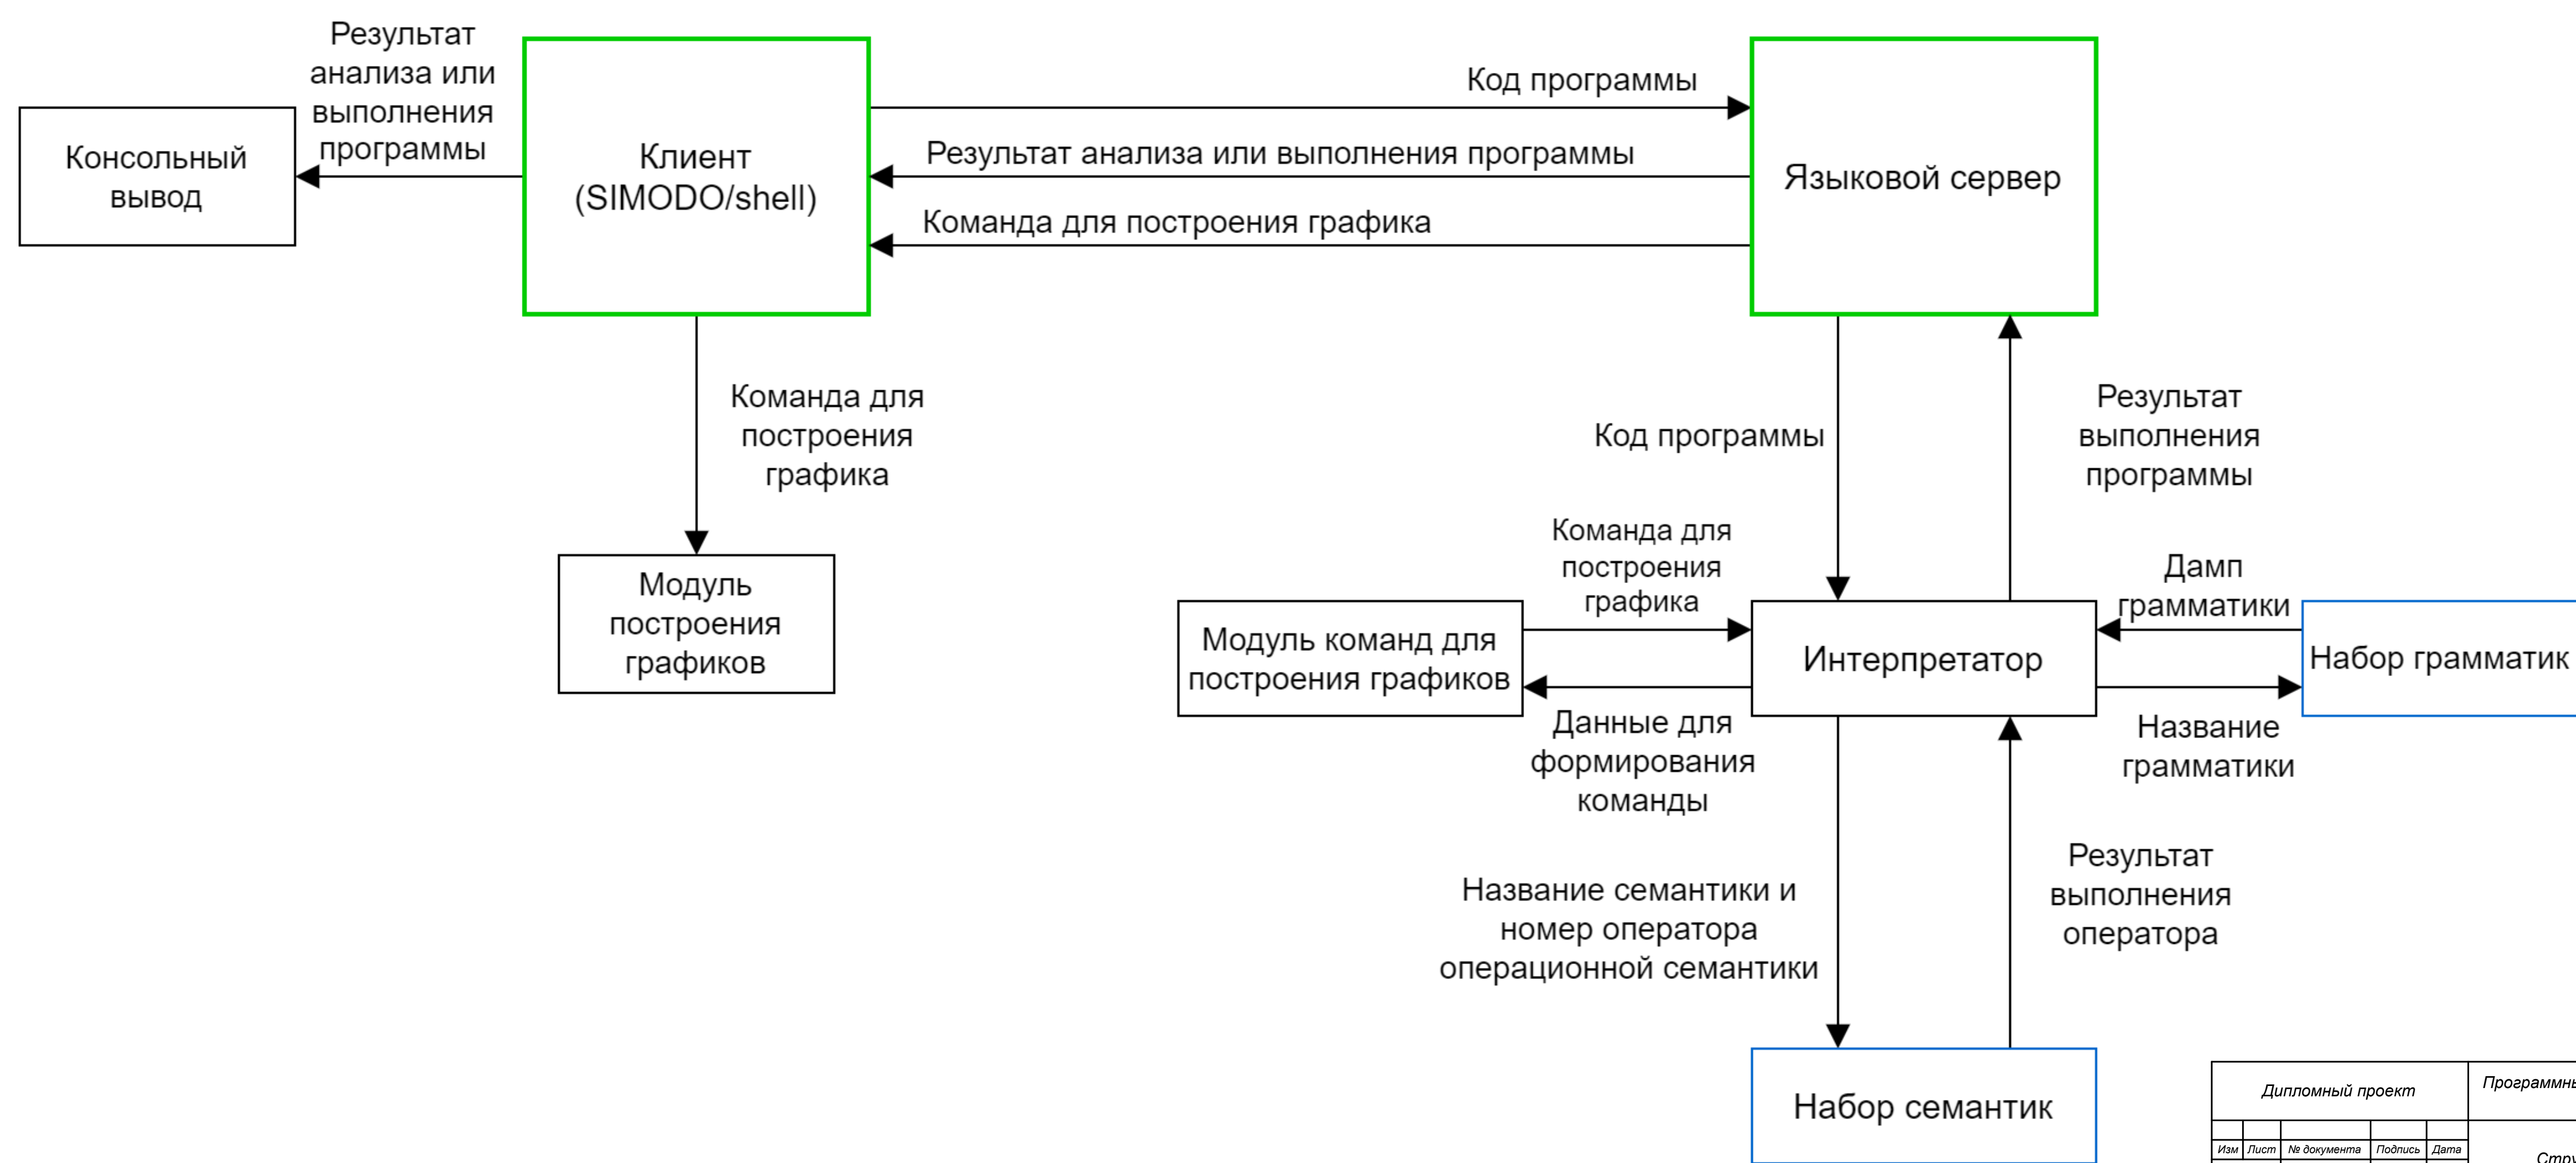 Результат
анализа или
выполнения
программы
Консольный
вывод
Клиент
(SIMODO/shell)
Код программы
Результат анализа или выполнения программы
Команда для построения графика
Языковой сервер
Команда для
построения
графика
Модуль
построения
графиков
Код программы
Результат
выполнения
программы
Команда для
построения
графика
Модуль команд для
построения графиков
Интерпретатор
Дамп
грамматики
Набор грамматик
Данные для
формирования
команды
Название
грамматики
Название семантики и
номер оператора
операционной семантики
Результат
выполнения
оператора
Набор семантик
Дипломный проект
Изм Лист № документа Подпись Дата